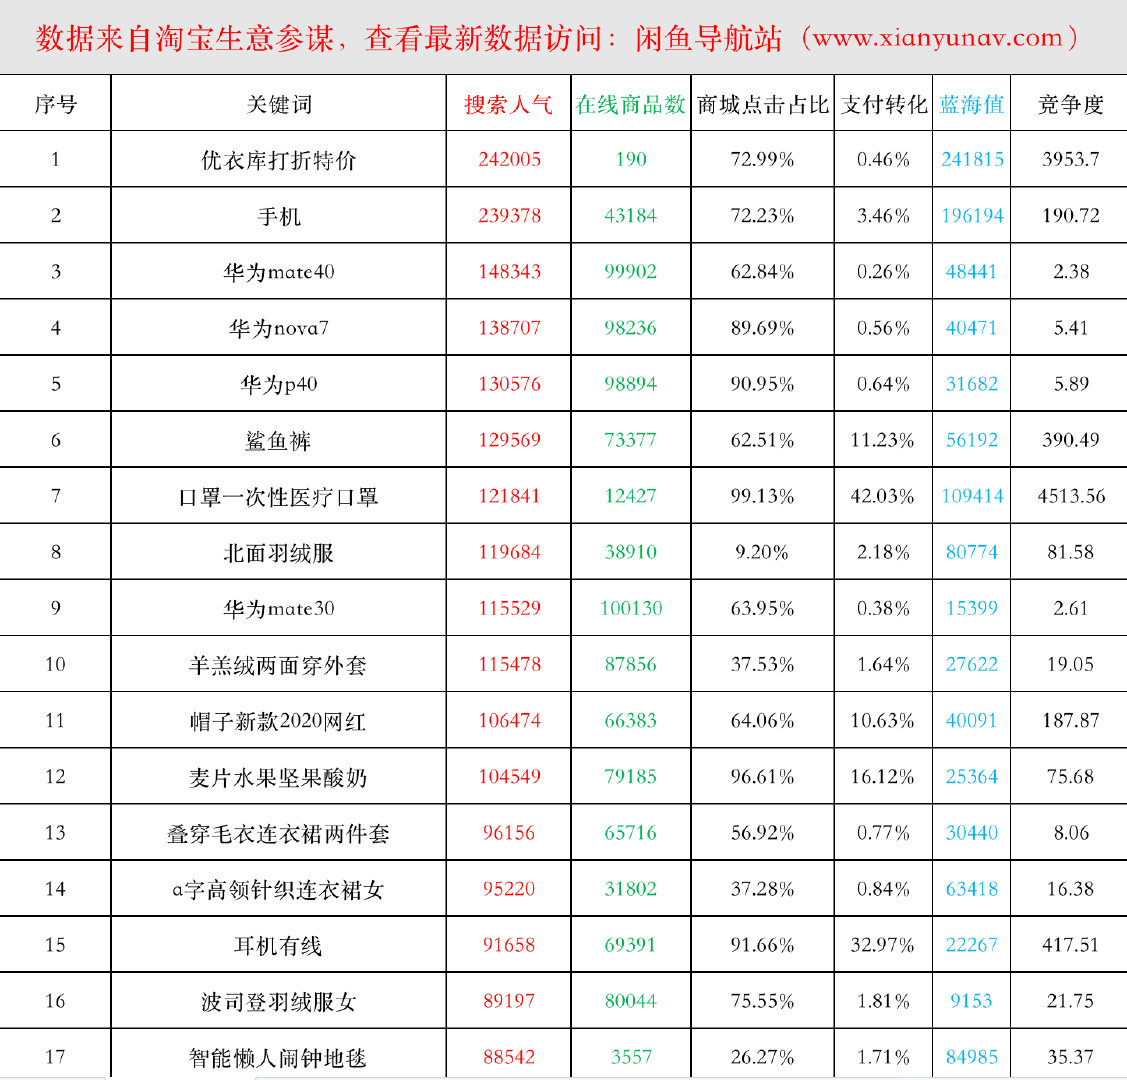 数据来自淘宝生意参谋，查看最新数据访问：闲鱼导航站（www.xianyunav.com）
序号 关键词 搜索人气 在线商品数 商城点击占比 支付转化 蓝海值 竞争度
1 优衣库打折特价 242005 190 72.99% 0.46% 241815 3953.7
2 手机 239378 43184 72.23% 3.46% 196194 190.72
3 华为mate40 148343 99902 62.84% 0.26% 48441 2.38
4 华为nova7 138707 98236 89.69% 0.56% 40471 5.41
5 华为p40 130576 98894 90.95% 0.64% 31682 5.89
6 鲨鱼裤 129569 73377 62.51% 11.23% 56192 390.49
7 口罩一次性医疗口罩 121841 12427 99.13% 42.03% 109414 4513.56
8 北面羽绒服 119684 38910 9.20% 2.18% 80774 81.58
9 华为mate30 115529 100130 63.95% 0.38% 15399 2.61
10 羊羔绒两面穿外套 115478 87856 37.53% 1.64% 27622 19.05
11 帽子新款2020网红 106474 66383 64.06% 10.63% 40091 187.87
12 麦片水果坚果酸奶 104549 79185 96.61% 16.12% 25364 75.68
13 叠穿毛衣连衣裙两件套 96156 65716 56.92% 0.77% 30440 8.06
14 a字高领针织连衣裙女 95220 31802 37.28% 0.84% 63418 16.38
15 耳机有线 91658 69391 91.66% 32.97% 22267 417.51
16 波司登羽绒服女 89197 80044 75.55% 1.81% 9153 21.75
17 智能懒人闹钟地毯 88542 3557 26.27% 1.71% 84985 35.37